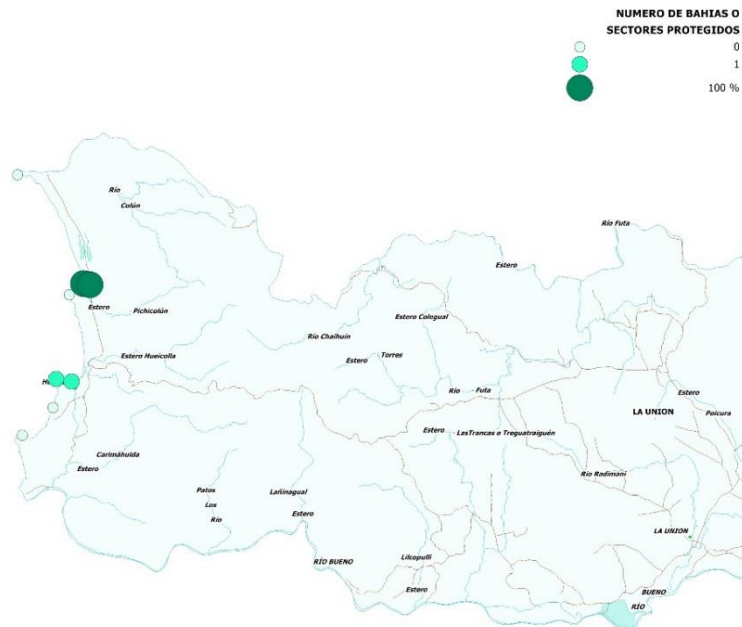 NUMERO DE BAHIAS O
SECTORES PROTEGIDOS
0
1
100 %
Río
Colún
Río Futa
Estero
Estero
Pichicolún
Estero Colegual
Río Chaihuín
Estero Hueicolla
Estero
Torres
Río
Futa
Estero
Poicura
LA UNION
Estero
LasTrancas o Treguatraiguén
Carimáhuida
Estero
Río Radimani
Patos
Los
Río
Lañinagual
Estero
LA UNION
RÍO BUENO
Lilcopulli
Estero
BUENO
RÍO